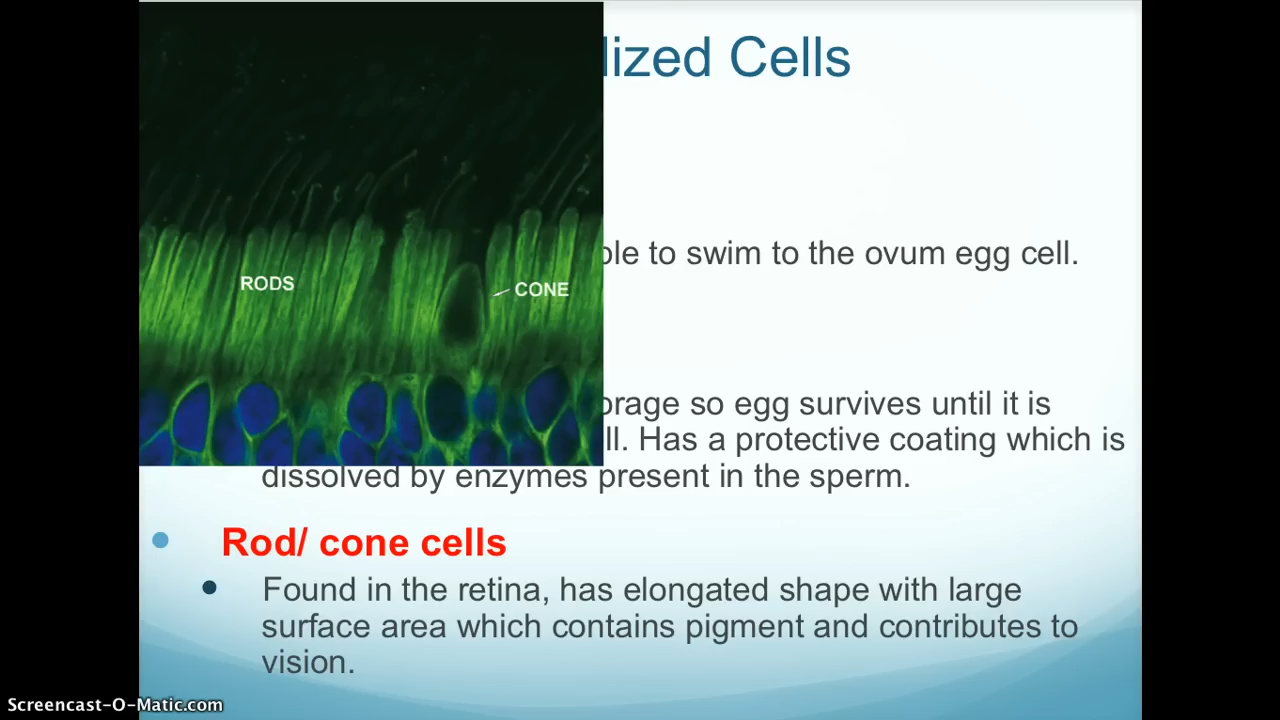 lized Cells
RODS
CONE
ble to swim to the ovum egg cell.
orage so egg survives until it is
ll. Has a protective coating which is
dissolved by enzymes present in the sperm.
Rod/ cone cells
Found in the retina, has elongated shape with large
surface area which contains pigment and contributes to
vision.
Screencast-O-Matic.com